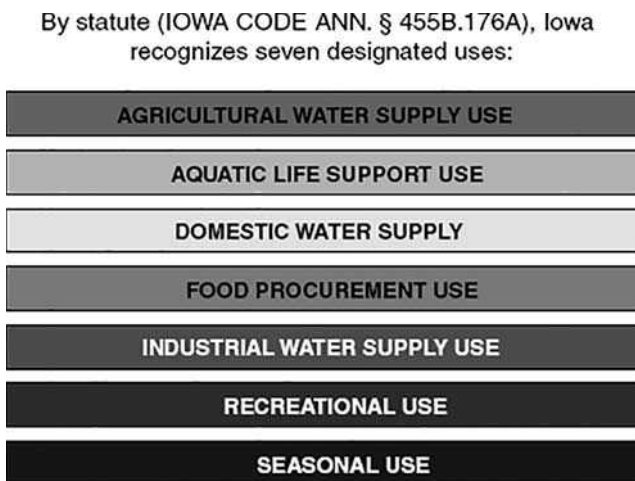 By statute (IOWA CODE ANN. § 455B.176A), Iowa
recognizes seven designated uses:
AGRICULTURAL WATER SUPPLY USE
AQUATIC LIFE SUPPORT USE
DOMESTIC WATER SUPPLY
FOOD PROCUREMENT USE
INDUSTRIAL WATER SUPPLY USE
RECREATIONAL USE
SEASONAL USE